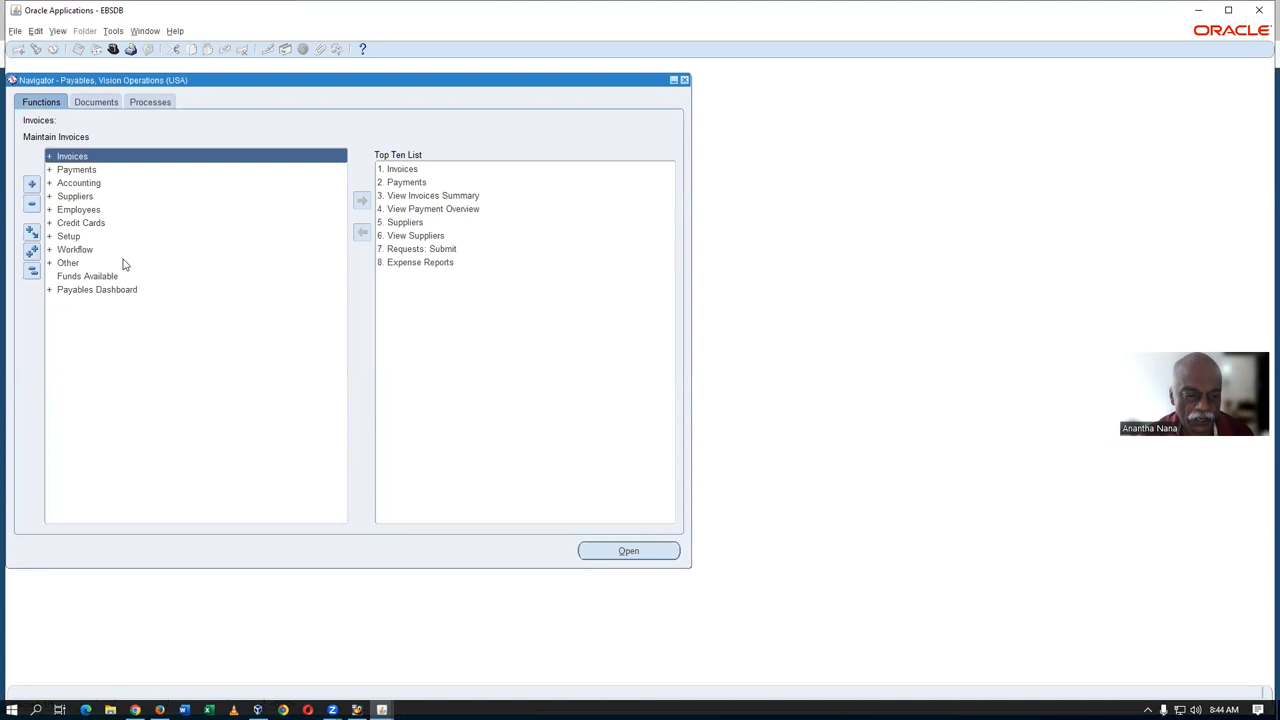 Oracle Applications - EBSDB
File Edit View Folder Tools Window Help
ORACLE
?
Navigator - Payables, Vision Operations (USA)
Functions Documents Processes
Invoices:
Maintain Invoices
+ Invoices
+ Payments
+ Accounting
+ Suppliers
+ Employees
+ Credit Cards
+ Setup
+ Workflow
+ Other
Funds Available
+ Payables Dashboard
Top Ten List
1. Invoices
2. Payments
3. View Invoices Summary
4. View Payment Overview
5. Suppliers
6. View Suppliers
7. Requests: Submit
8. Expense Reports
Open
Anantha Nana
8:44 AM